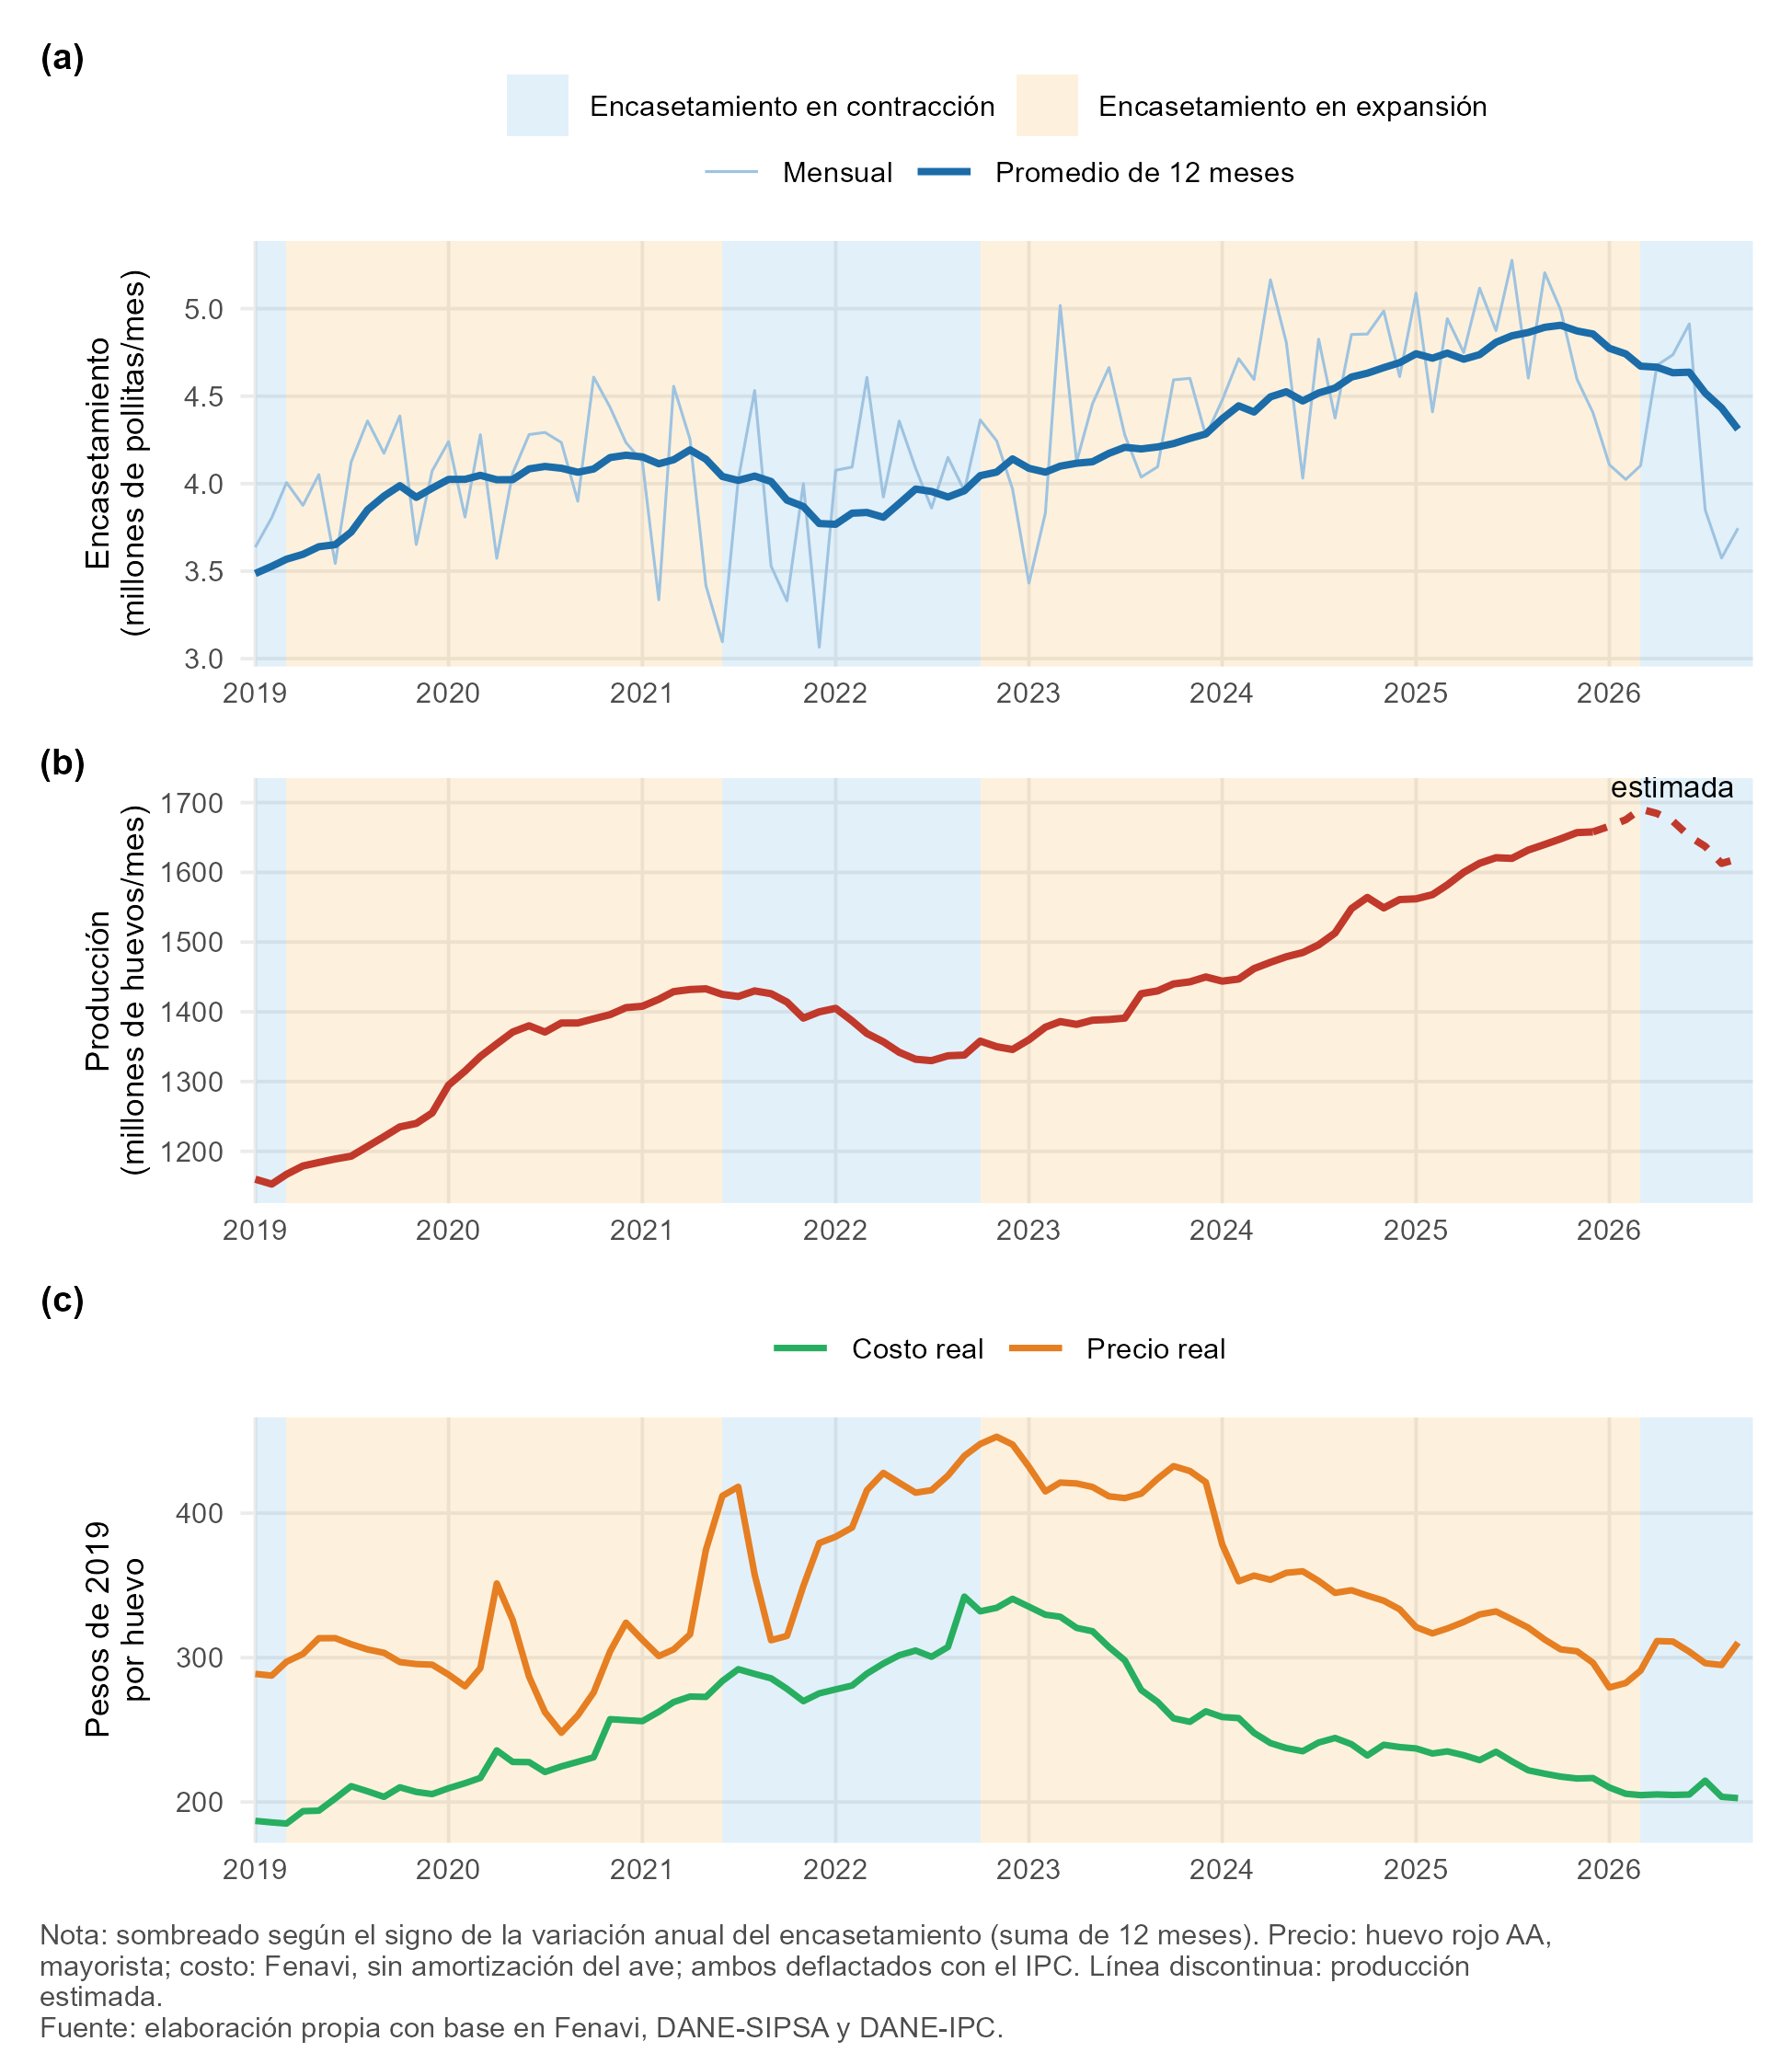 (a)
Encasetamiento en contracción Encasetamiento en expansión
Mensual Promedio de 12 meses
Encasetamiento
(millones de pollitas/mes)
5.0
4.5
4.0
3.5
3.0
2019 2020 2021 2022 2023 2024 2025 2026
(b)
estimada
Producción
(millones de huevos/mes)
1700
1600
1500
1400
1300
1200
2019 2020 2021 2022 2023 2024 2025 2026
(c)
Costo real Precio real
Pesos de 2019
por huevo
400
300
200
2019 2020 2021 2022 2023 2024 2025 2026
Nota: sombreado según el signo de la variación anual del encasetamiento (suma de 12 meses). Precio: huevo rojo AA,
mayorista; costo: Fenavi, sin amortización del ave; ambos deflactados con el IPC. Línea discontinua: producción
estimada.
Fuente: elaboración propia con base en Fenavi, DANE-SIPSA y DANE-IPC.